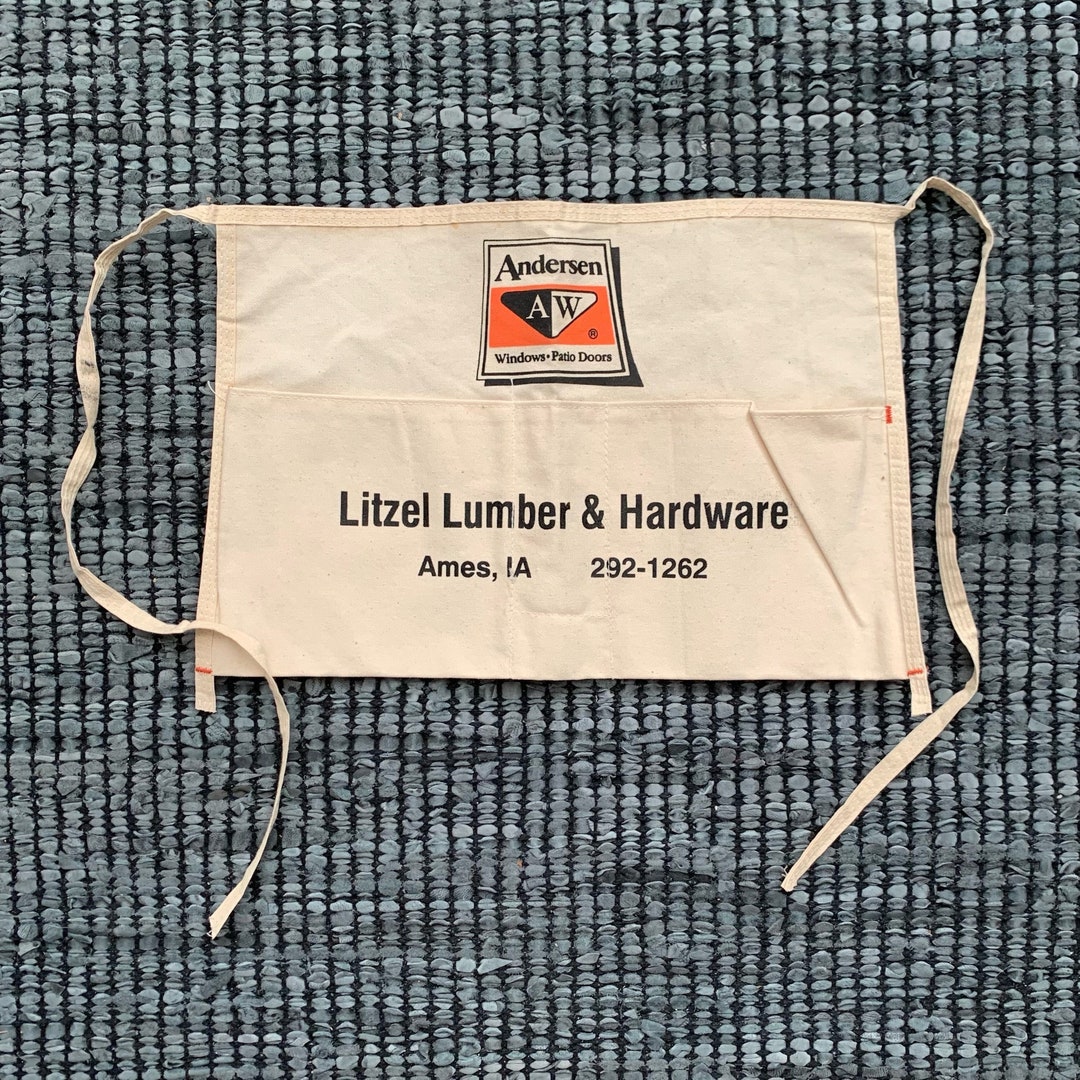 Andersen
AW
®
Windows • Patio Doors
Litzel Lumber & Hardware
Ames, IA 292-1262